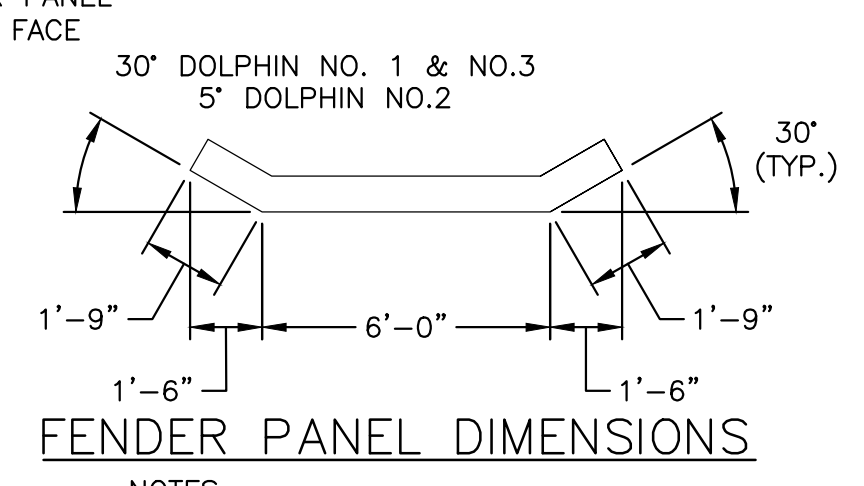 PANEL
FACE
30° DOLPHIN NO. 1 & NO.3
5° DOLPHIN NO.2
30°
(TYP.)
1'-9"
6'-0"
1'-9"
1'-6"
1'-6"
FENDER PANEL DIMENSIONS
NOTES